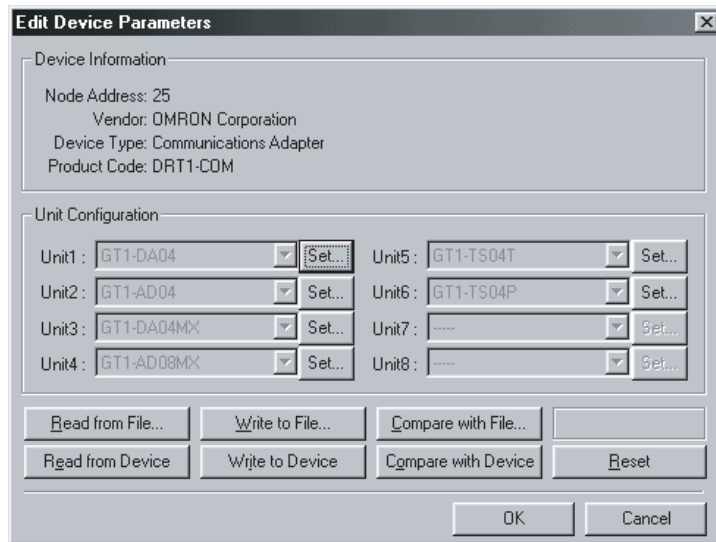 Edit Device Parameters
Device Information
Node Address: 25
Vendor: OMRON Corporation
Device Type: Communications Adapter
Product Code: DRT1-COM
Unit Configuration
Unit1 : GT1-DA04 Set... Unit5 : GT1-TS04T Set...
Unit2 : GT1-AD04 Set... Unit6 : GT1-TS04P Set...
Unit3 : GT1-DA04MX Set... Unit7 : ----- Set...
Unit4 : GT1-AD08MX Set... Unit8 : ----- Set...
Read from File... Write to File... Compare with File...
Read from Device Write to Device Compare with Device Reset
OK Cancel